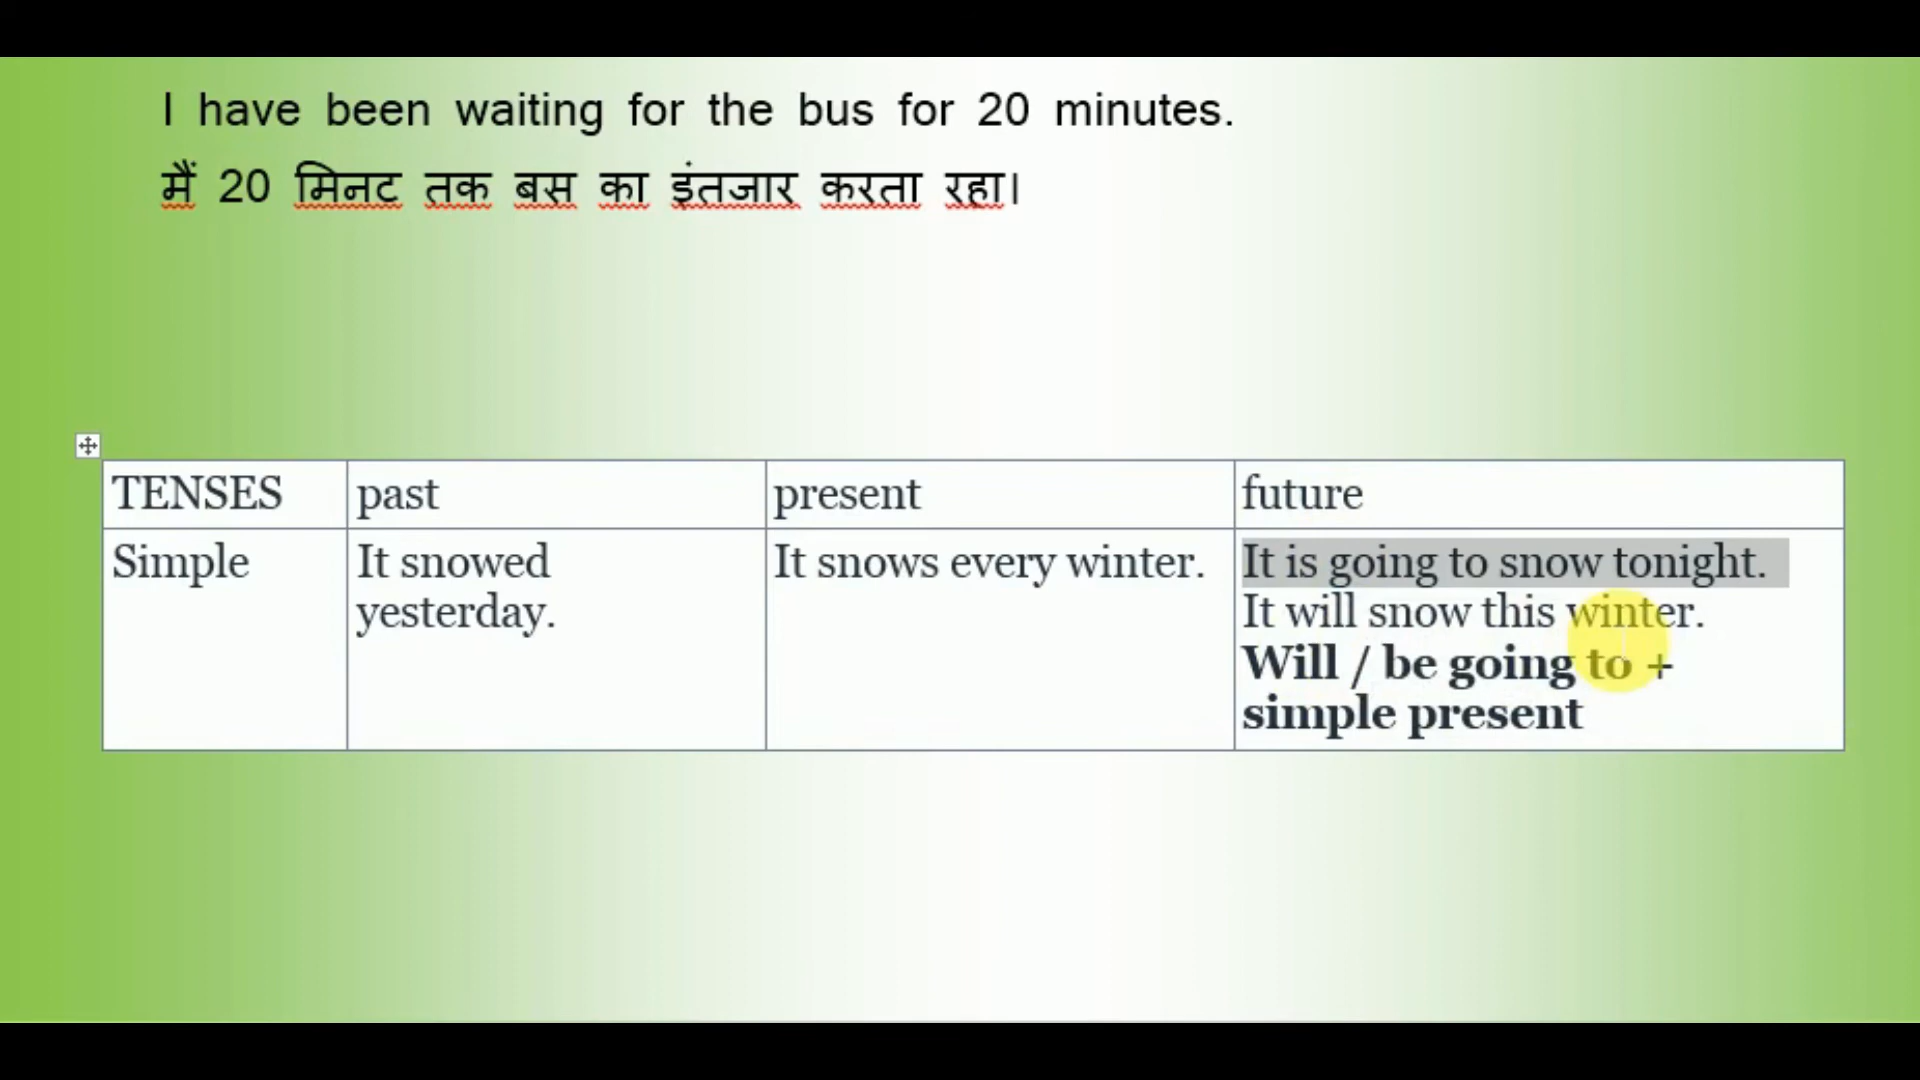 I have been waiting for the bus for 20 minutes.
मैं 20 मिनट तक बस का इंतजार करता रहा।
TENSES past present future
Simple It snowed It snows every winter. It is going to snow tonight.
yesterday. It will snow this winter.
Will / be going to +
simple present